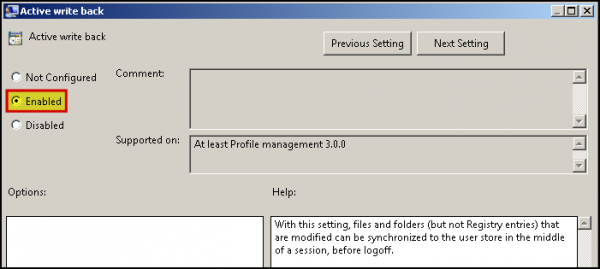 Active write back
Active write back
Previous Setting
Next Setting
Not Configured
Comment:
Enabled
Disabled
Supported on:
At least Profile management 3.0.0
Options:
Help:
With this setting, files and folders (but not Registry entries) that
are modified can be synchronized to the user store in the middle
of a session, before logoff.